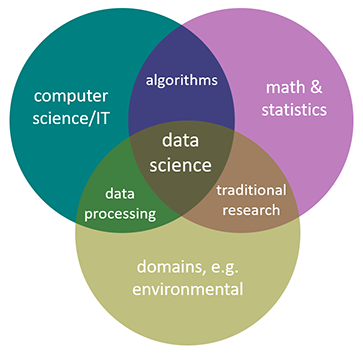 algorithms
computer
science/IT
math &
statistics
data
science
data
processing
traditional
research
domains, e.g.
environmental